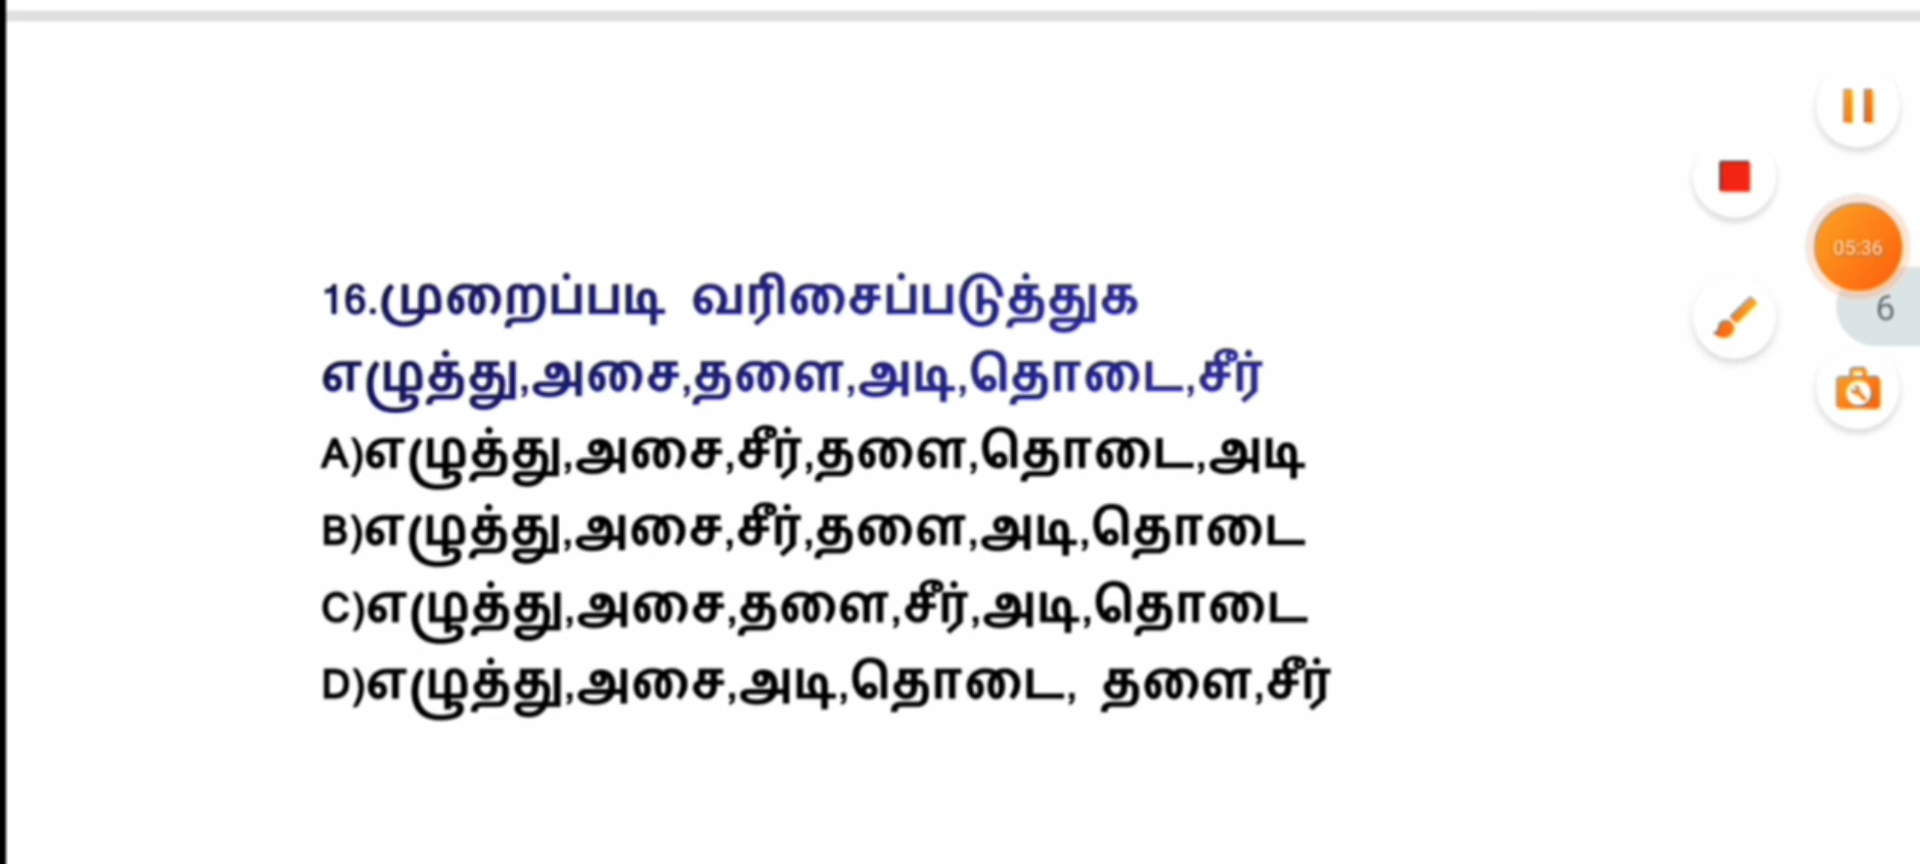 16.முறைப்படி வரிசைப்படுத்துக
எழுத்து,அசை,தளை,அடி,தொடை,சீர்
A)எழுத்து,அசை,சீர்,தளை,தொடை,அடி
B)எழுத்து,அசை,சீர்,தளை,அடி,தொடை
C)எழுத்து,அசை,தளை,சீர்,அடி,தொடை
D)எழுத்து,அசை,அடி,தொடை, தளை,சீர்
05:36
6